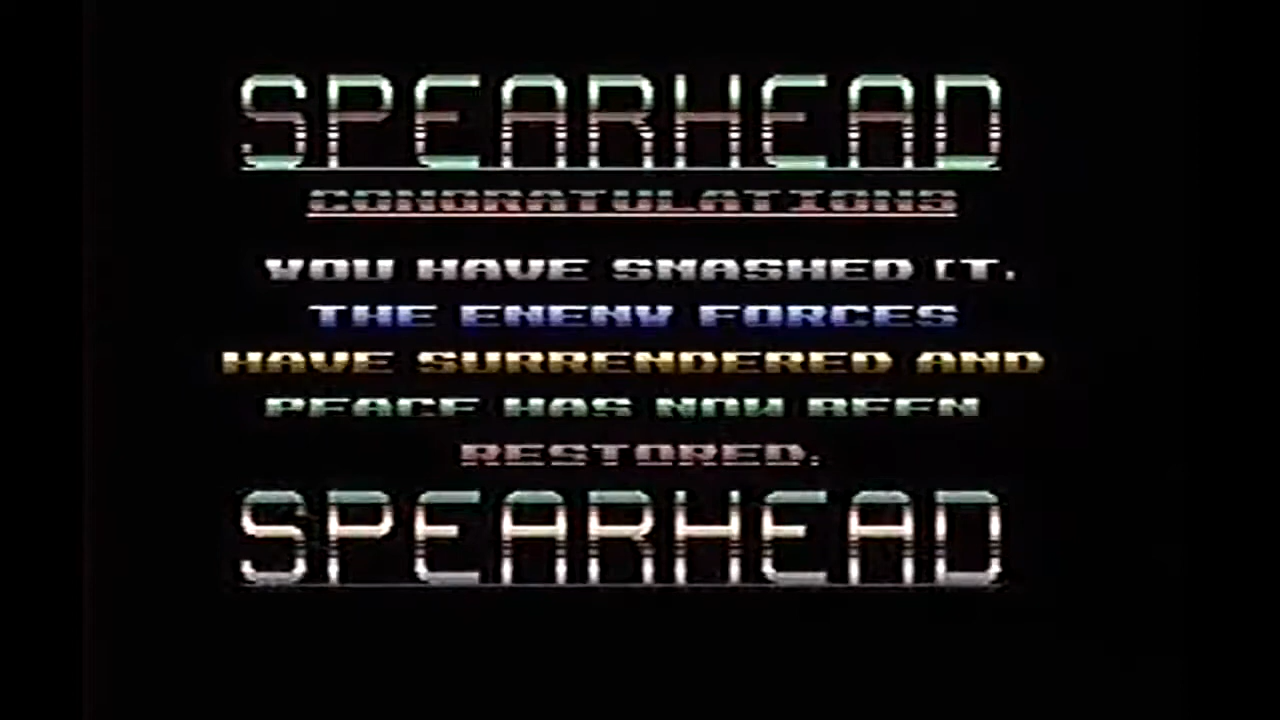 SPEARHEAD
CONGRATULATIONS
YOU HAVE SMASHED IT.
THE ENEMY FORCES
HAVE SURRENDERED AND
PEACE HAS NOW BEEN
RESTORED.
SPEARHEAD